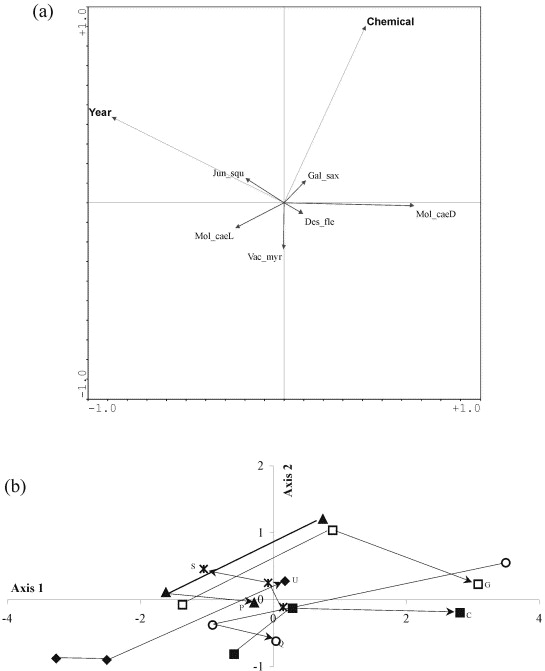 (a)
+1.0
Chemical
Year
Jun_squ
Gal_sax
Mol_caeD
Des_fle
Mol_caeL
Vac_myr
-1.0
-1.0
+1.0
(b)
2
Axis 2
1
S
U
Axis 1
G
P
0
-4
-2
0
2
4
C
Q
-1